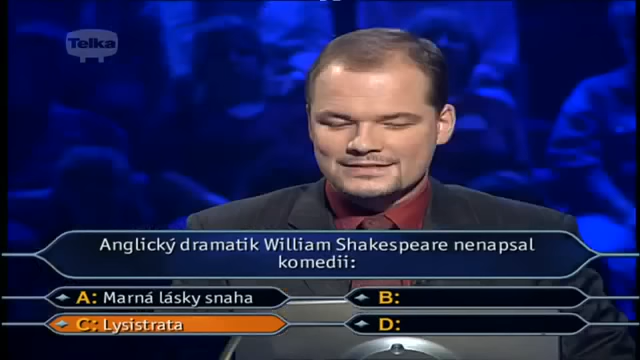 Telka
Anglický dramatik William Shakespeare nenapsal
komedii:
A: Marná lásky snaha
B:
C: Lysistrata
D: